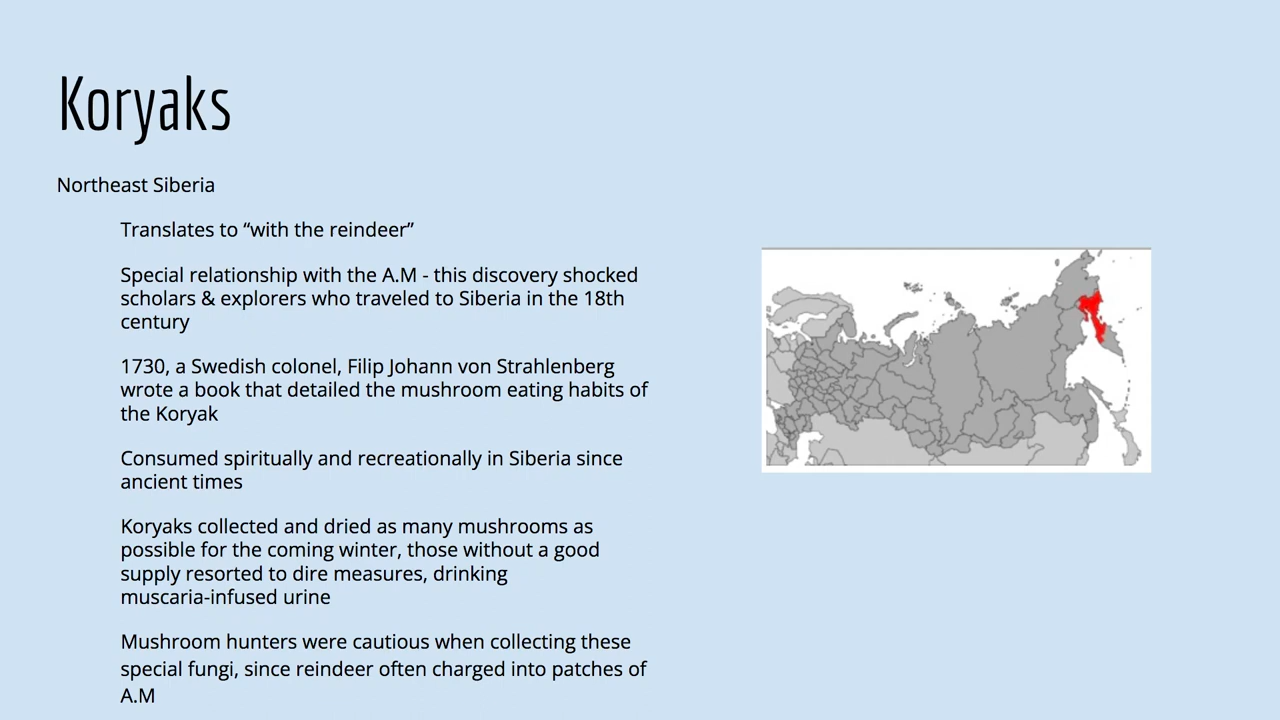 Koryaks
Northeast Siberia
Translates to “with the reindeer”
Special relationship with the A.M - this discovery shocked
scholars & explorers who traveled to Siberia in the 18th
century
1730, a Swedish colonel, Filip Johann von Strahlenberg
wrote a book that detailed the mushroom eating habits of
the Koryak
Consumed spiritually and recreationally in Siberia since
ancient times
Koryaks collected and dried as many mushrooms as
possible for the coming winter, those without a good
supply resorted to dire measures, drinking
muscaria-infused urine
Mushroom hunters were cautious when collecting these
special fungi, since reindeer often charged into patches of
A.M